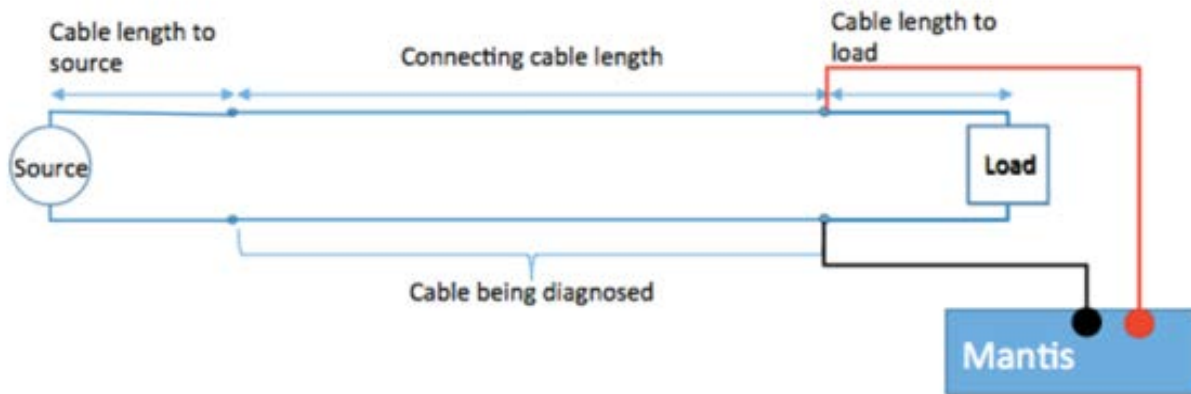 Cable length to
source
Connecting cable length
Cable length to
load
Source
Load
Cable being diagnosed
Mantis